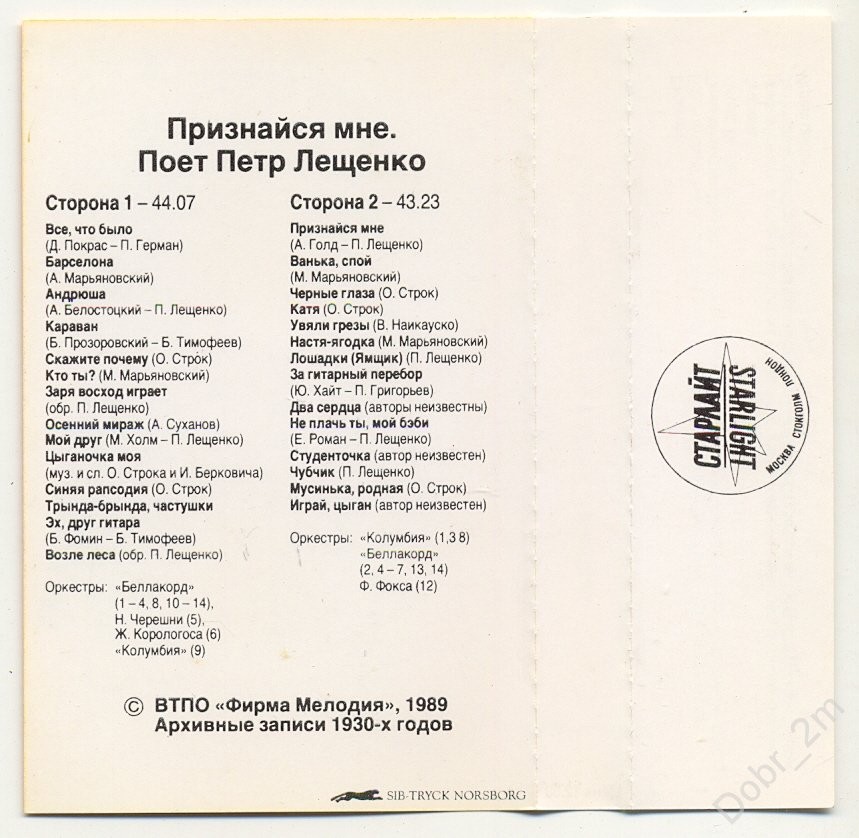 Признайся мне.
Поет Петр Лещенко
Сторона 1 – 44.07
Все, что было
(Д. Покрас – П. Герман)
Барселона
(А. Марьяновский)
Андрюша
(А. Белостоцкий – П. Лещенко)
Караван
(Б. Прозоровский – Б. Тимофеев)
Скажите почему (О. Строк)
Кто ты? (М. Марьяновский)
Заря восход играет
(обр. П. Лещенко)
Осенний мираж (А. Суханов)
Мой друг (М. Холм – П. Лещенко)
Цыганочка моя
(муз. и сл. О. Строка и И. Берковича)
Синяя рапсодия (О. Строк)
Трында-брында, частушки
Эх, друг гитара
(Б. Фомин – Б. Тимофеев)
Возле леса (обр. П. Лещенко)
Оркестры: «Беллакорд»
(1 – 4, 8, 10 – 14),
Н. Черешни (5),
Ж. Корологоса (6)
«Колумбия» (9)
Сторона 2 – 43.23
Признайся мне
(А. Голд – П. Лещенко)
Ванька, спой
(М. Марьяновский)
Черные глаза (О. Строк)
Катя (О. Строк)
Увяли грезы (В. Наикауско)
Настя-ягодка (М. Марьяновский)
Лошадки (Ямщик) (П. Лещенко)
За гитарный перебор
(Ю. Хайт – П. Григорьев)
Два сердца (авторы неизвестны)
Не плачь ты, мой бэби
(Е. Роман – П. Лещенко)
Студенточка (автор неизвестен)
Чубчик (П. Лещенко)
Мусинька, родная (О. Строк)
Играй, цыган (автор неизвестен)
Оркестры: «Колумбия» (1,3 8)
«Беллакорд»
(2, 4 – 7, 13, 14)
Ф. Фокса (12)
© ВТПО «Фирма Мелодия», 1989
Архивные записи 1930-х годов
SIB-TRYCK NORSBORG
СТАРЛАЙТ
STARLIGHT
МОСКВА СТОКГОЛМ ЛОНДОН
Dobr_2m